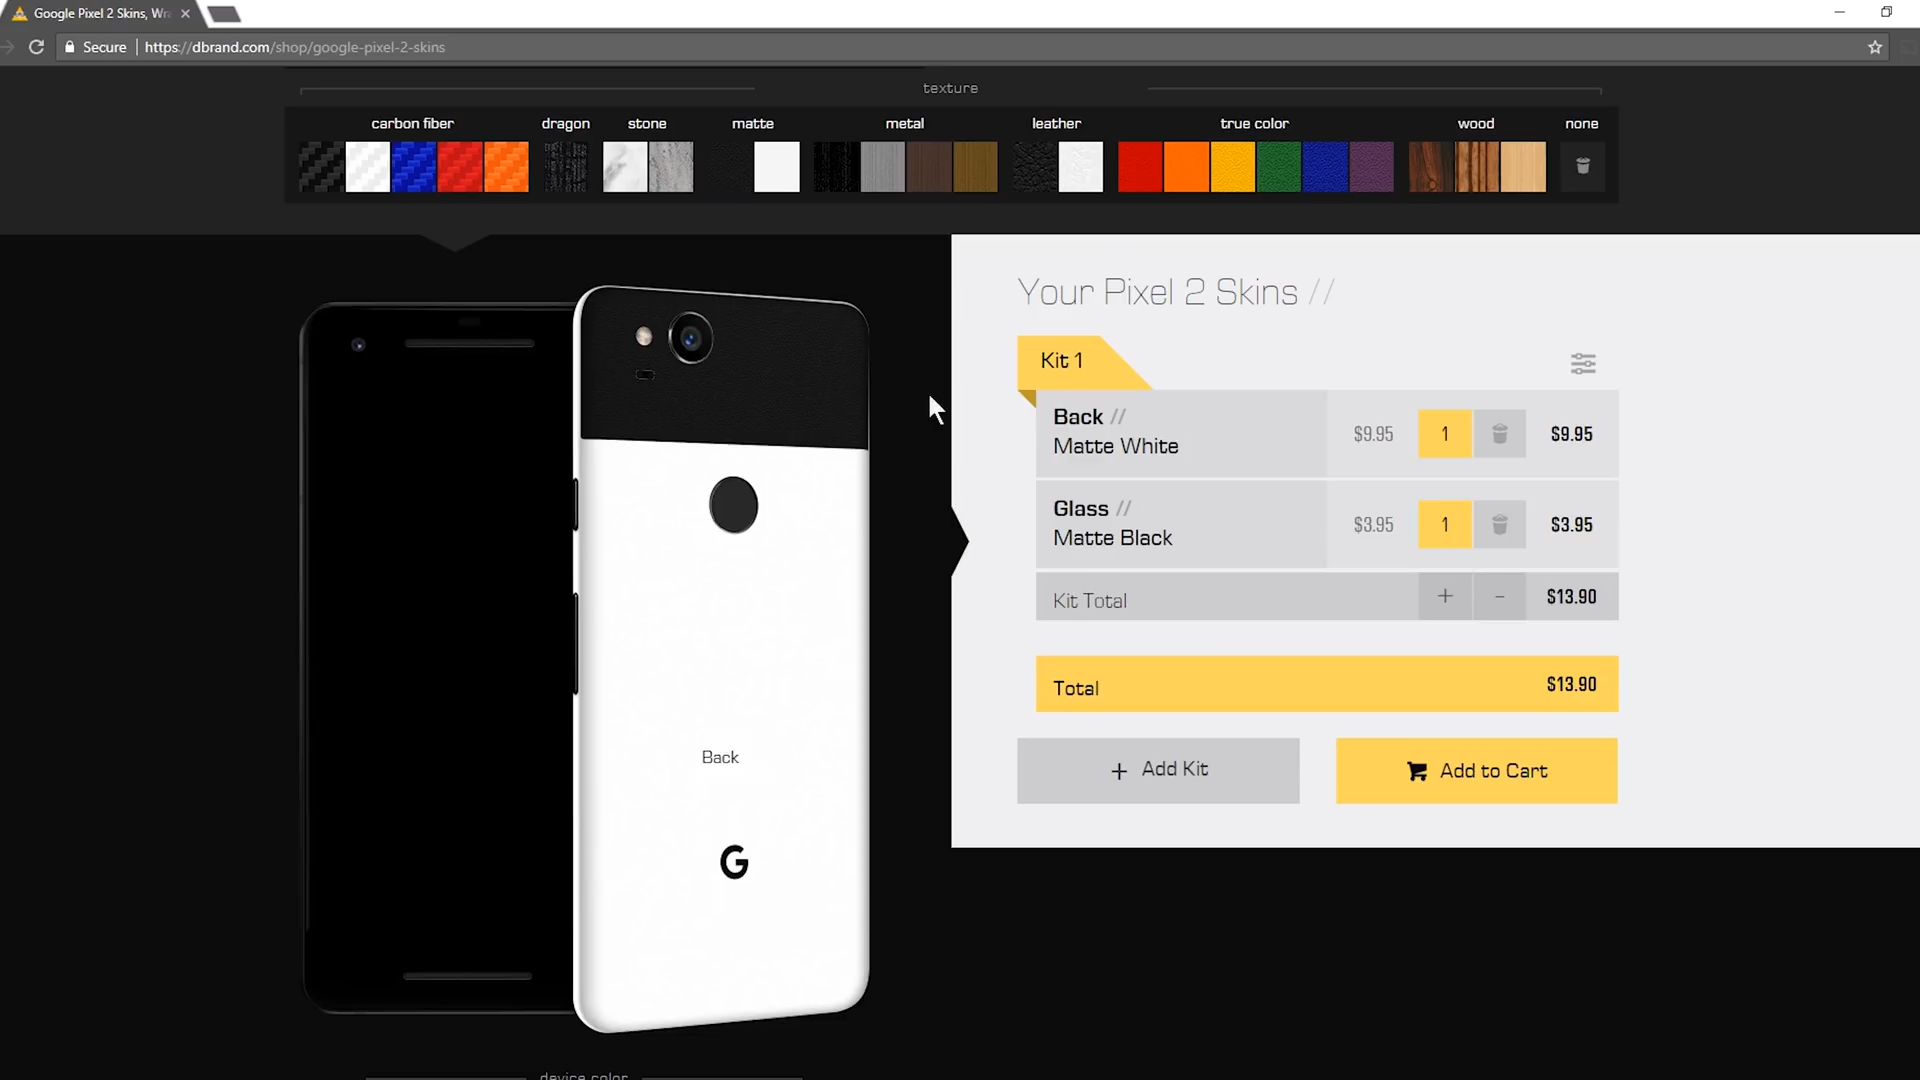 Google Pixel 2 Skins, Wra
Secure
https://dbrand.com/shop/google-pixel-2-skins
texture
carbon fiber
dragon
stone
matte
metal
leather
true color
wood
none
Your Pixel 2 Skins //
Kit 1
Back //
Matte White
$9.95
1
$9.95
Glass //
Matte Black
$3.95
1
$3.95
Kit Total
+
-
$13.90
Total
$13.90
+ Add Kit
Add to Cart
Back
G
device color